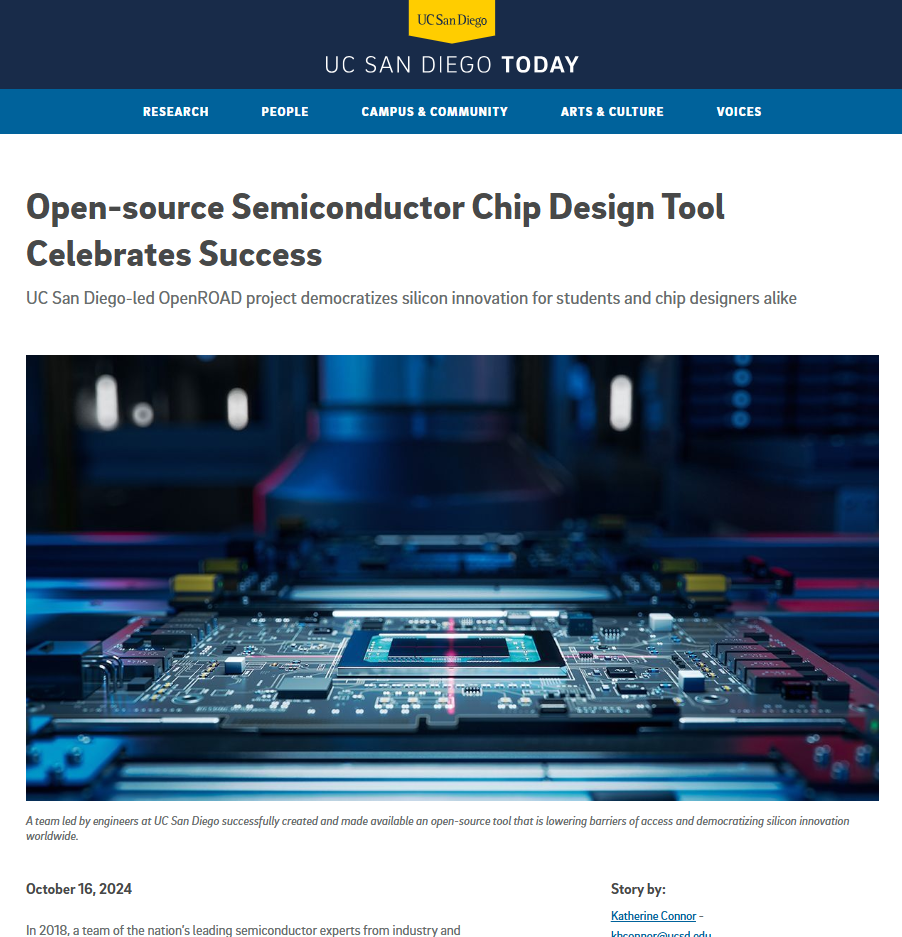 UC San Diego
UC SAN DIEGO TODAY
RESEARCH PEOPLE CAMPUS & COMMUNITY ARTS & CULTURE VOICES
Open-source Semiconductor Chip Design Tool
Celebrates Success
UC San Diego-led OpenROAD project democratizes silicon innovation for students and chip designers alike
A team led by engineers at UC San Diego successfully created and made available an open-source tool that is lowering barriers of access and democratizing silicon innovation
worldwide.
October 16, 2024
In 2018, a team of the nation's leading semiconductor experts from industry and
Story by:
Katherine Connor -
khconnor@ucsd.edu